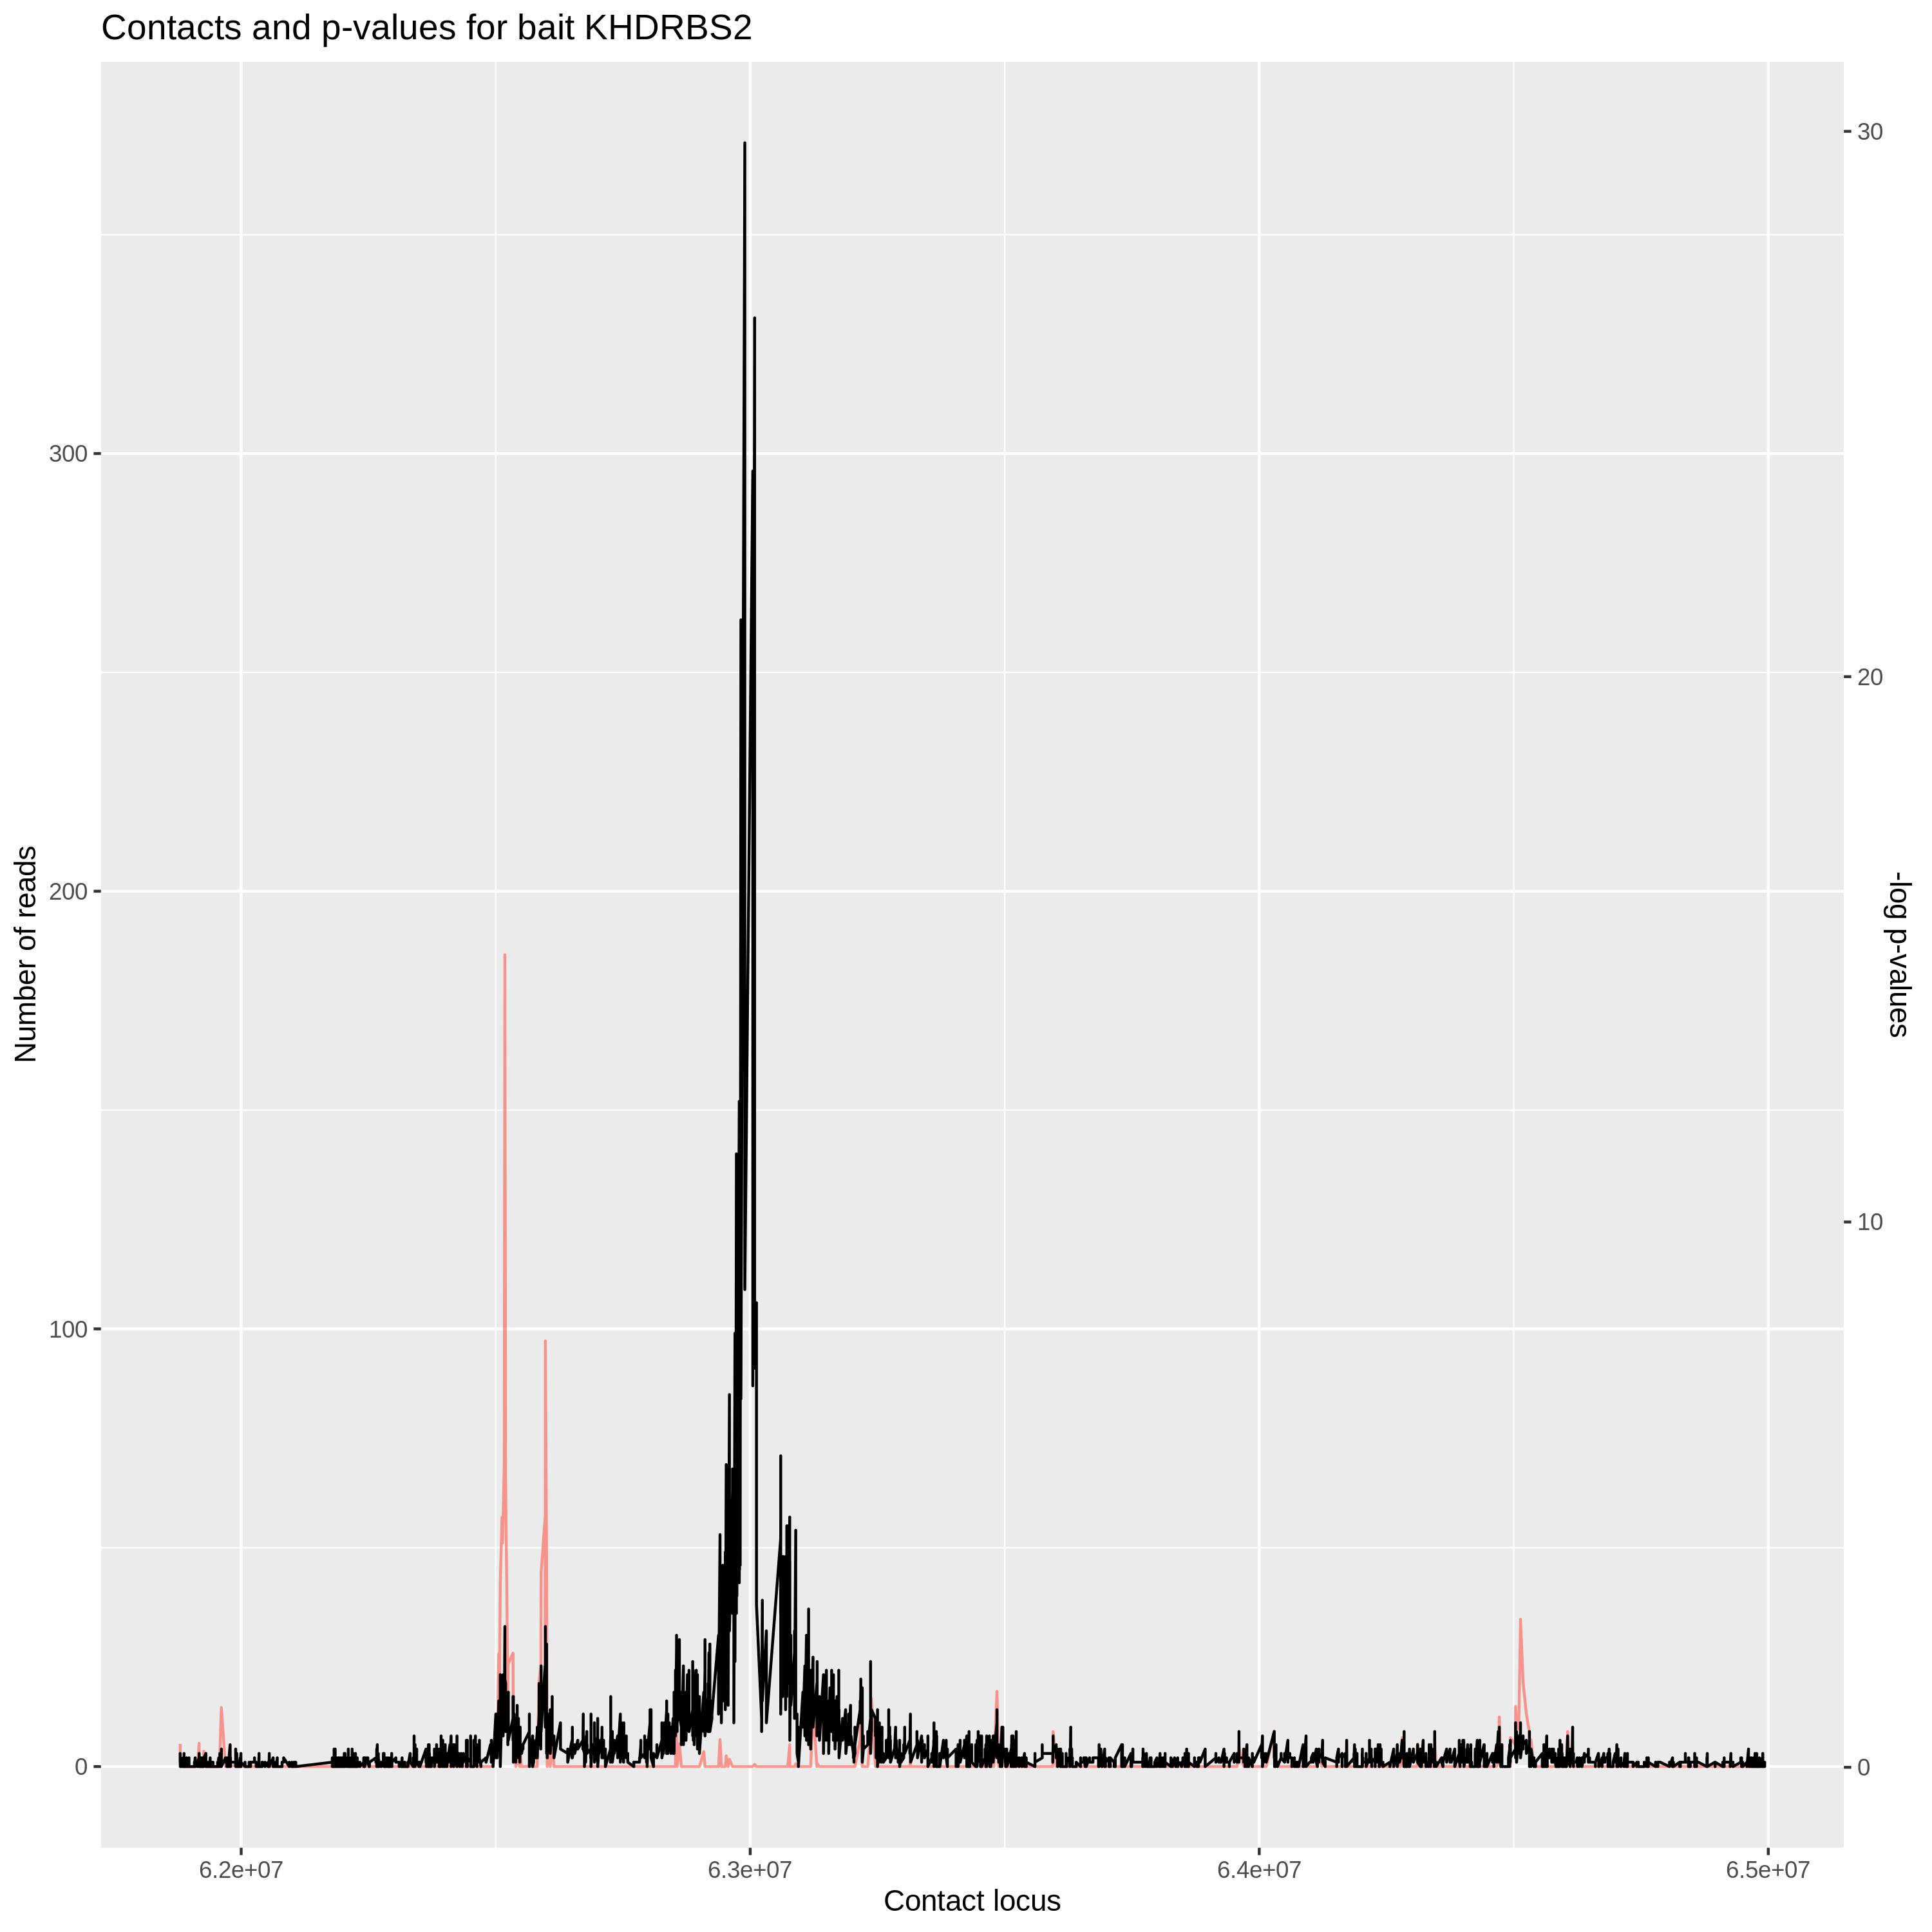 Contacts and p-values for bait KHDRBS2
30
300
20
Number of reads
200
-log p-values
10
100
0
0
6.2e+07
6.3e+07
6.4e+07
6.5e+07
Contact locus